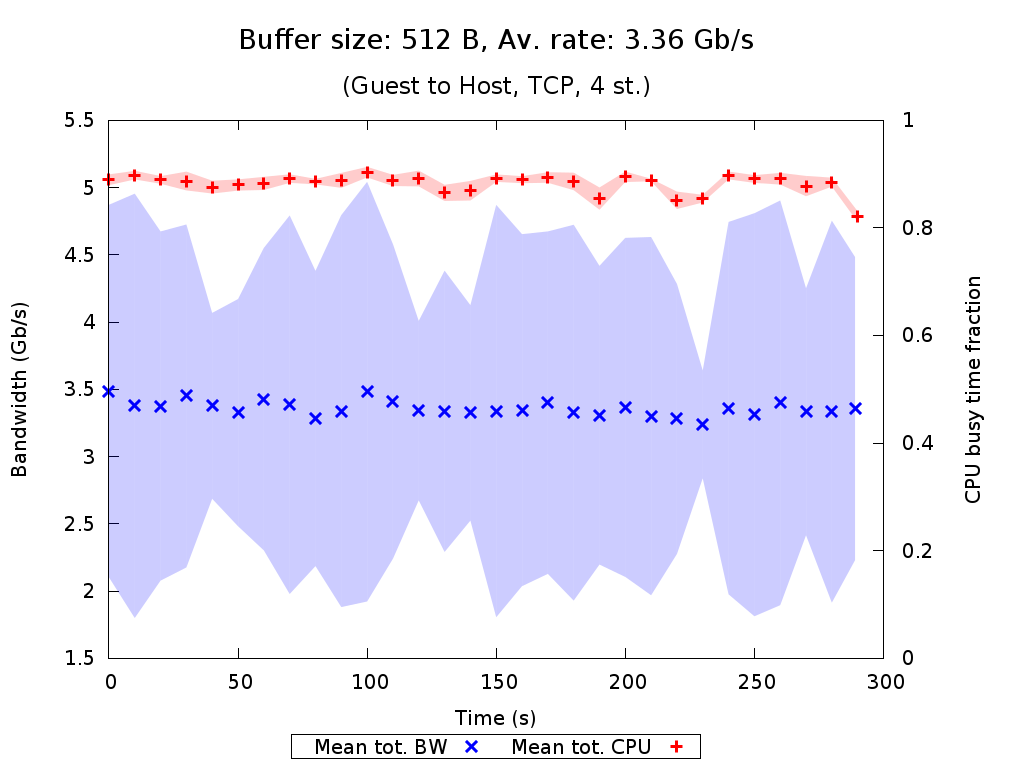 Buffer size: 512 B, Av. rate: 3.36 Gb/s
(Guest to Host, TCP, 4 st.)
5.5
5
4.5
4
3.5
3
2.5
2
1.5
Bandwidth (Gb/s)
1
0.8
0.6
0.4
0.2
0
CPU busy time fraction
0 50 100 150 200 250 300
Time (s)
Mean tot. BW Mean tot. CPU